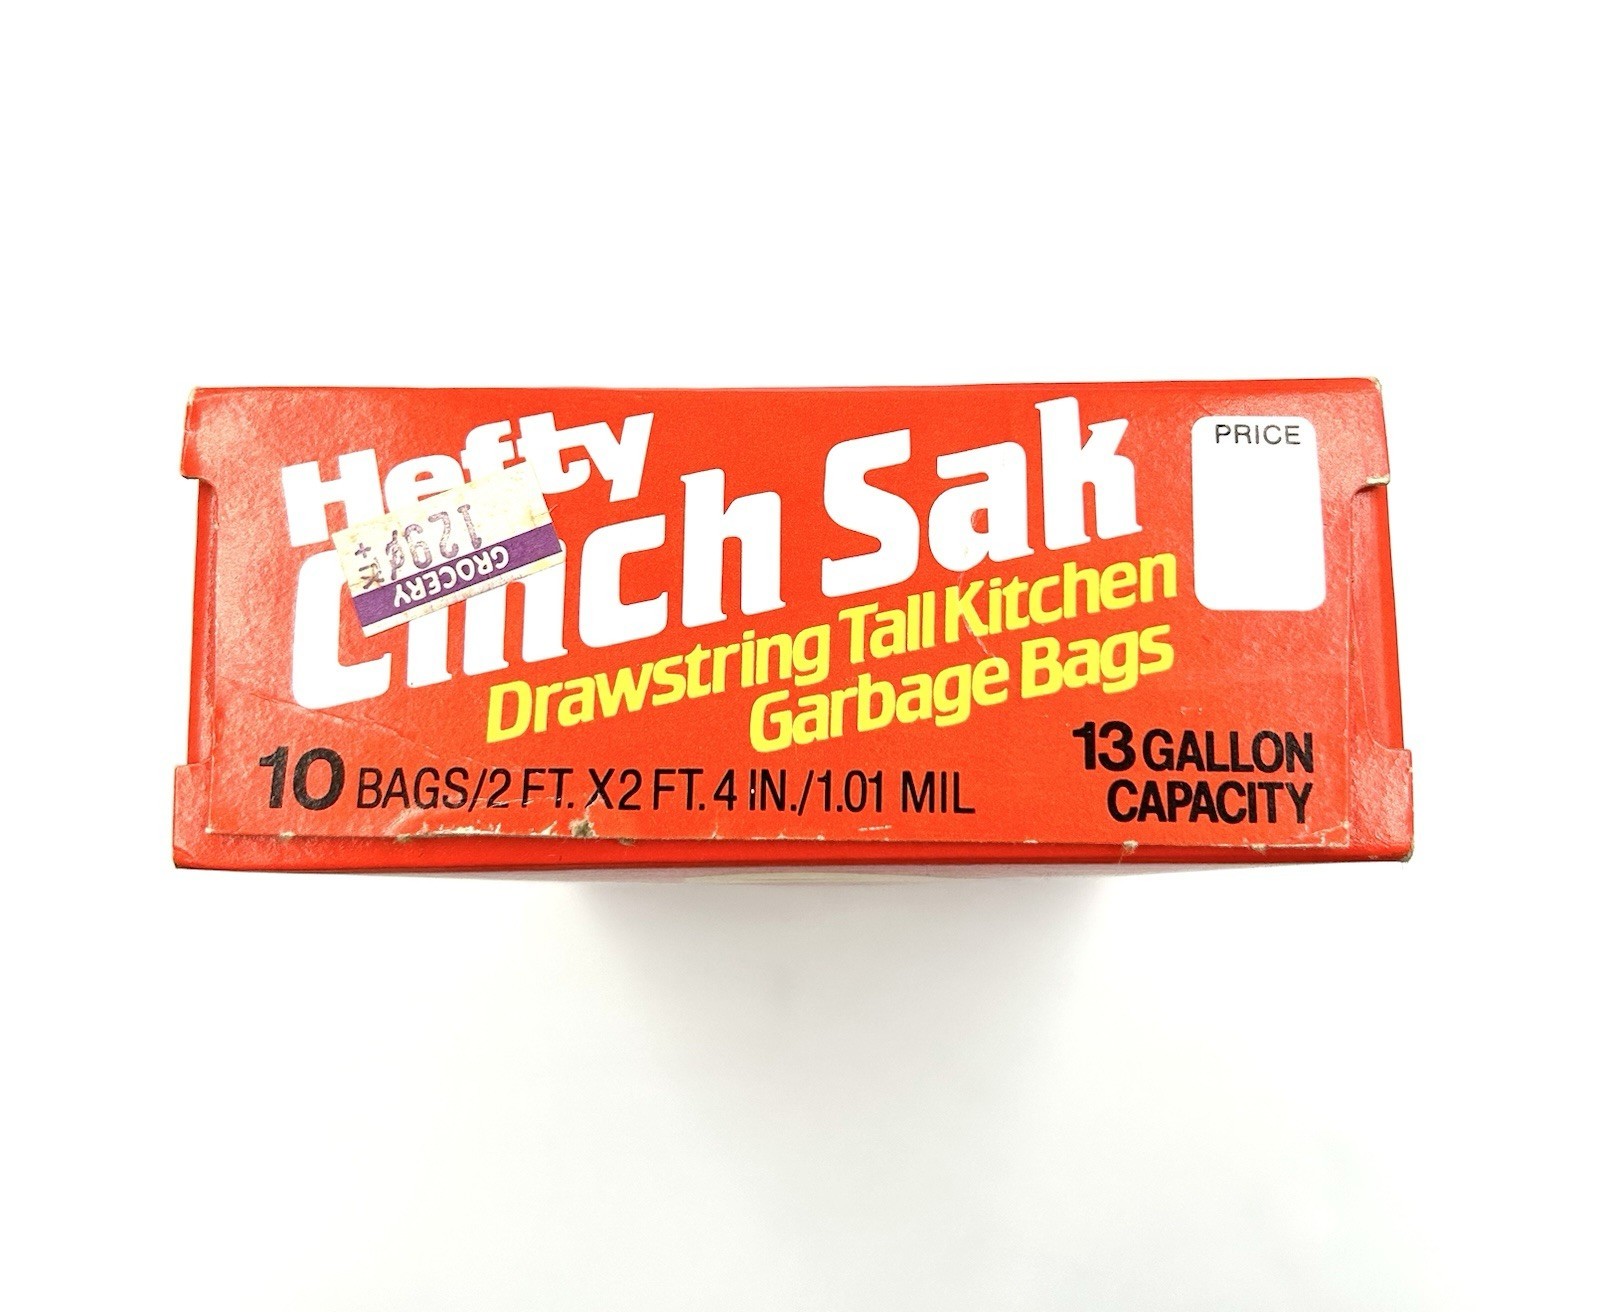 Hefty
Cinch Sak
PRICE
129¢
GROCERY
Drawstring Tall Kitchen
Garbage Bags
10 BAGS/2 FT. X 2 FT. 4 IN./1.01 MIL
13 GALLON
CAPACITY